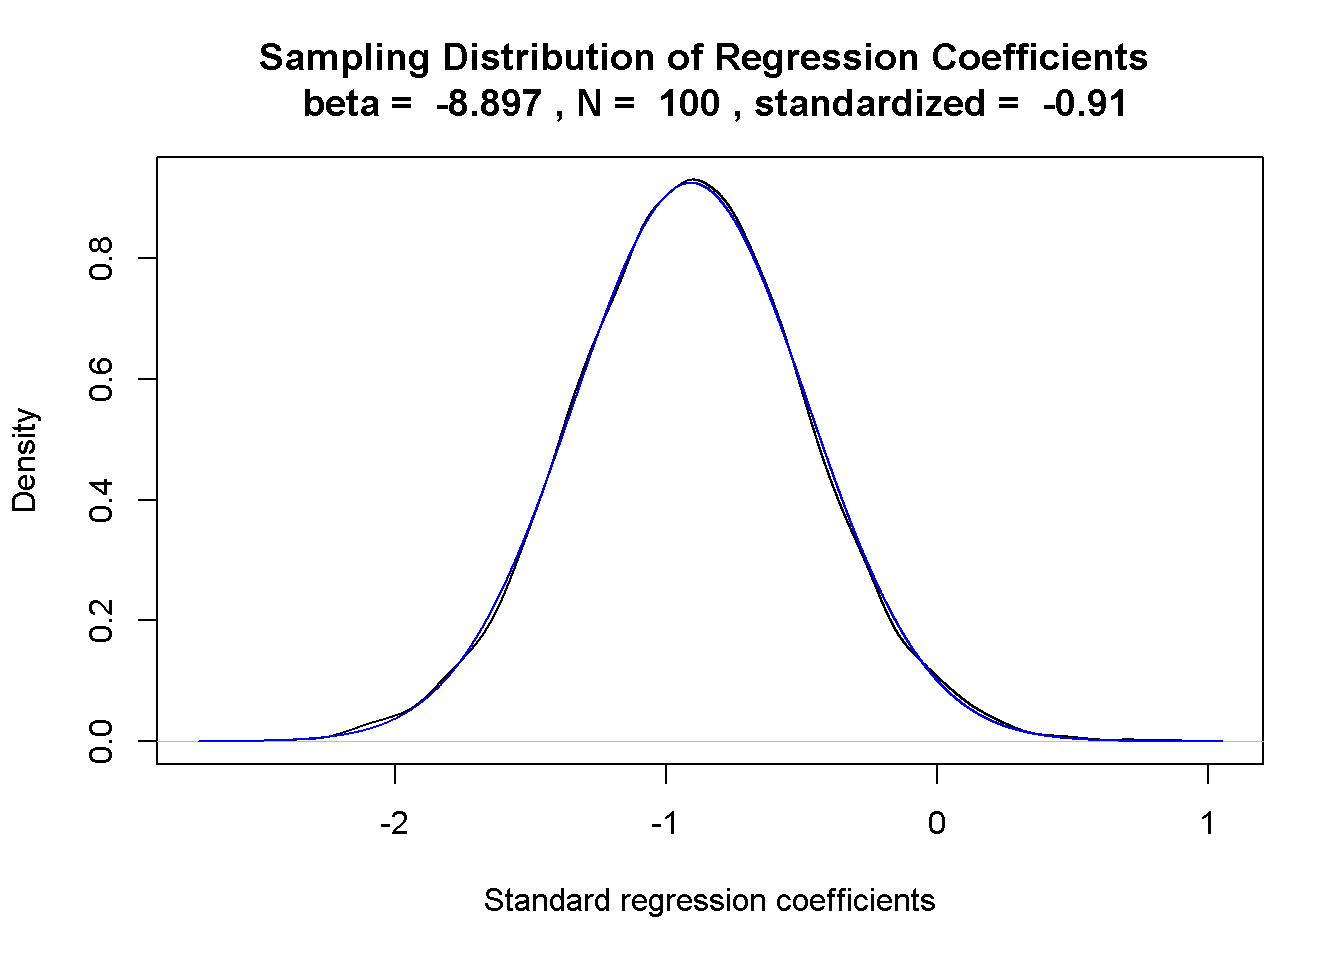 Sampling Distribution of Regression Coefficients
beta =  -8.897 , N =  100 , standardized =  -0.91
Density
0.8
0.6
0.4
0.2
0.0
-2
-1
0
1
Standard regression coefficients